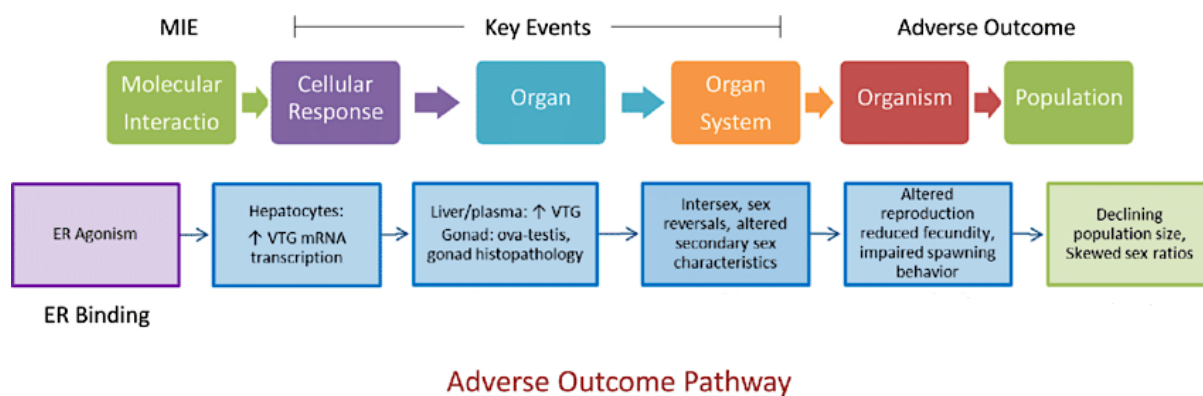 MIE
Key Events
Adverse Outcome
Molecular
Interactio
Cellular
Response
Organ
Organ
System
Organism
Population
ER Agonism
Hepatocytes:
↑ VTG mRNA
transcription
Liver/plasma: ↑ VTG
Gonad: ova-testis,
gonad histopathology
Intersex, sex
reversals, altered
secondary sex
characteristics
Altered
reproduction
reduced fecundity,
impaired spawning
behavior
Declining
population size,
Skewed sex ratios
ER Binding
Adverse Outcome Pathway